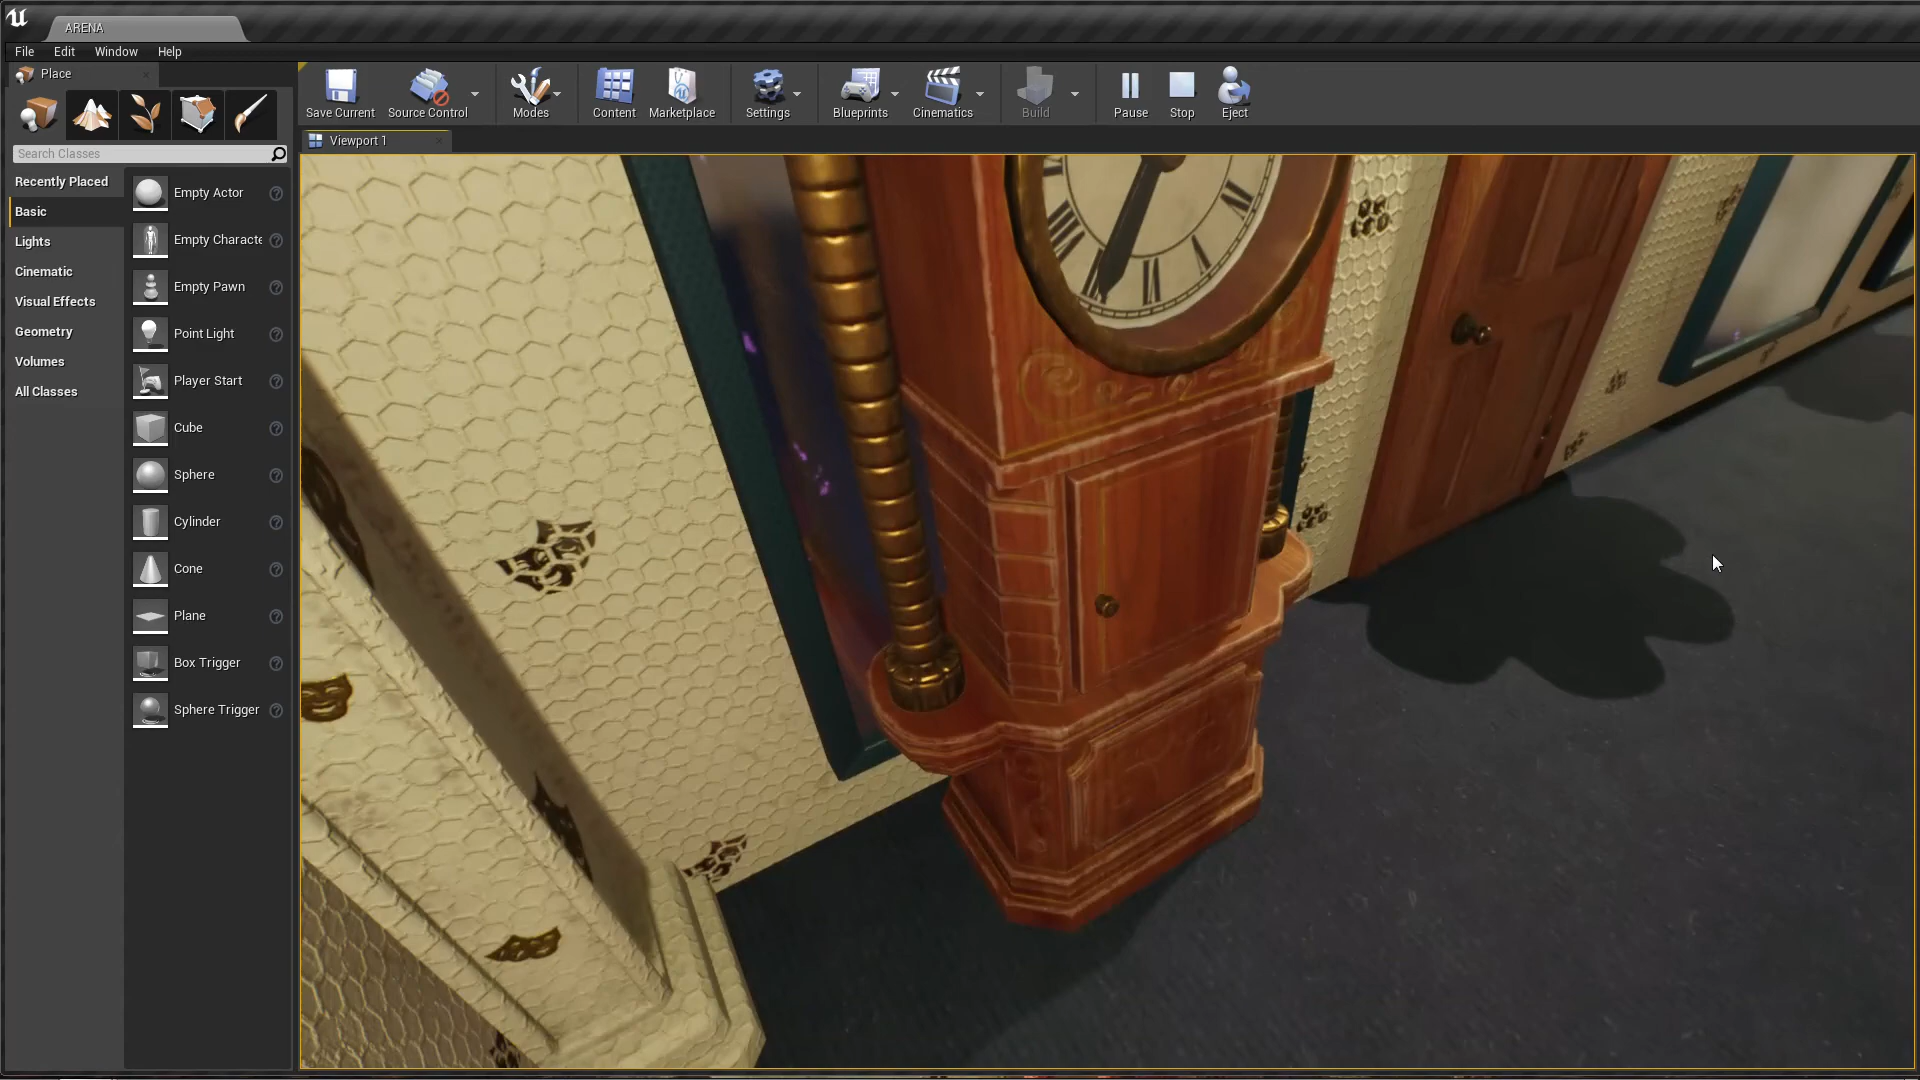 ARENA
File Edit Window Help
Place
Save Current Source Control Modes Content Marketplace Settings Blueprints Cinematics Build Pause Stop Eject
Viewport 1
Search Classes
Recently Placed
Basic
Lights
Cinematic
Visual Effects
Geometry
Volumes
All Classes
Empty Actor
Empty Characte
Empty Pawn
Point Light
Player Start
Cube
Sphere
Cylinder
Cone
Plane
Box Trigger
Sphere Trigger